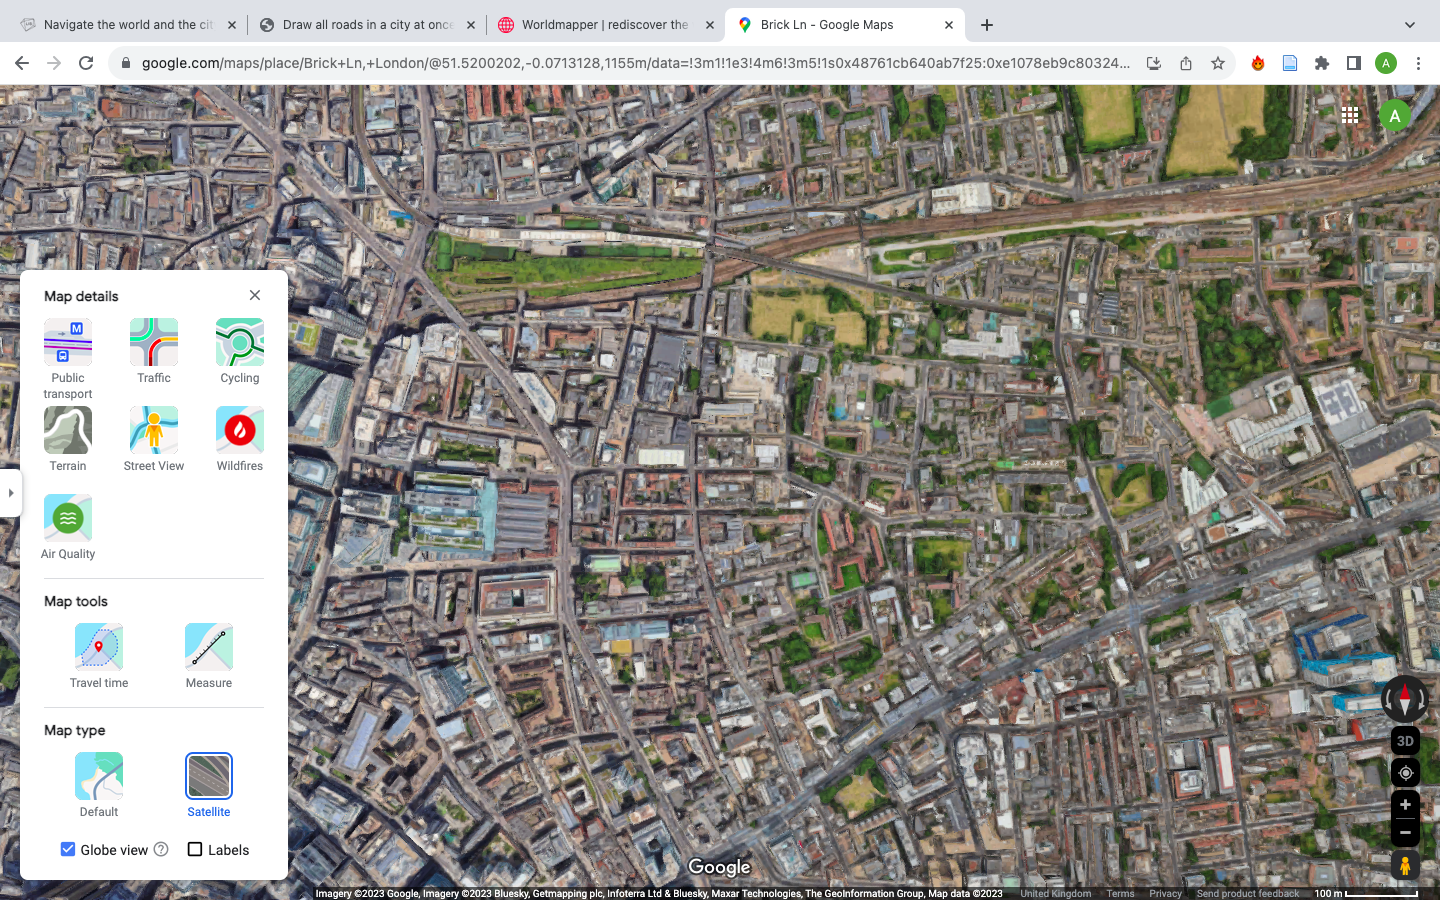 Navigate the world and the cit
Draw all roads in a city at once
Worldmapper | rediscover the
Brick Ln - Google Maps
google.com/maps/place/Brick+Ln,+London/@51.5200202,-0.0713128,1155m/data=!3m1!1e3!4m6!3m5!1s0x48761cb640ab7f25:0xe1078eb9c80324...
A
A
Map details
M
Public
transport
Traffic
Cycling
Terrain
Street View
Wildfires
Air Quality
Map tools
Travel time
Measure
Map type
Default
Satellite
Globe view
Labels
3D
Google
Imagery ©2023 Google, Imagery ©2023 Bluesky, Getmapping plc, Infoterra Ltd & Bluesky, Maxar Technologies, The GeoInformation Group, Map data ©2023
United Kingdom
Terms
Privacy
Send product feedback
100 m